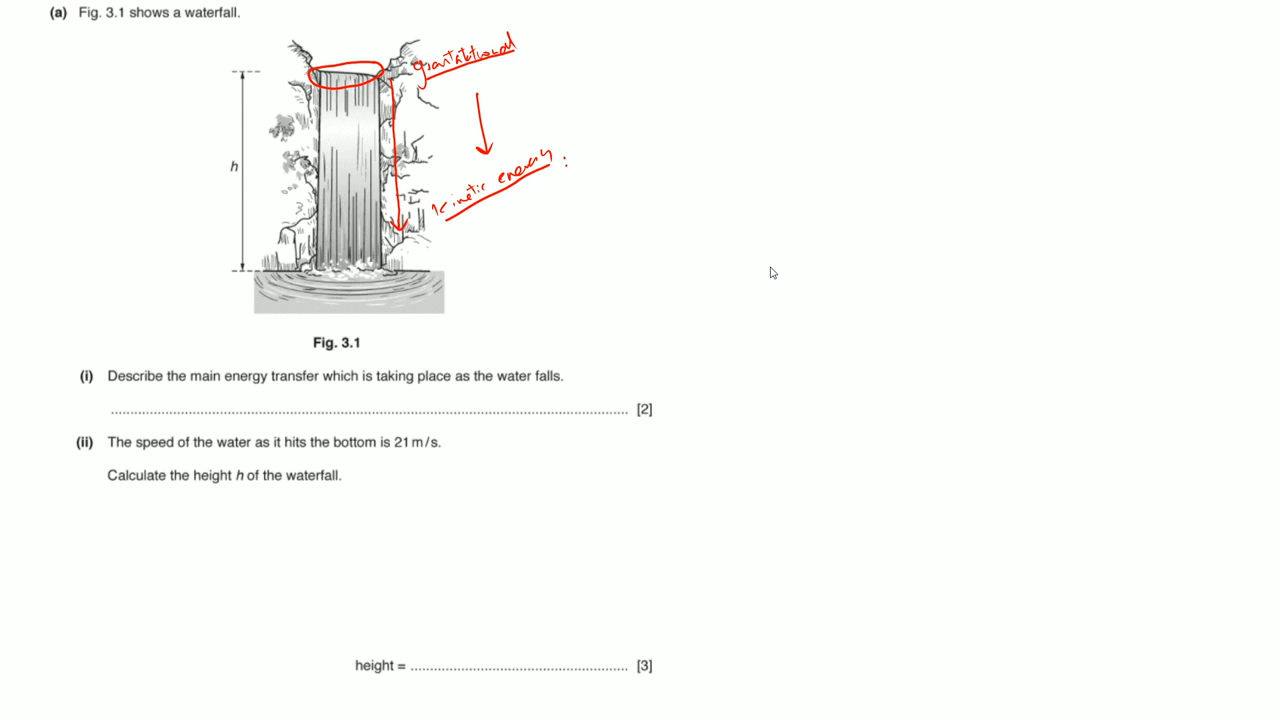 (a) Fig. 3.1 shows a waterfall.
gravitational
h
kinetic energy :
Fig. 3.1
(i) Describe the main energy transfer which is taking place as the water falls.
[2]
(ii) The speed of the water as it hits the bottom is 21 m/s.
Calculate the height h of the waterfall.
height = [3]